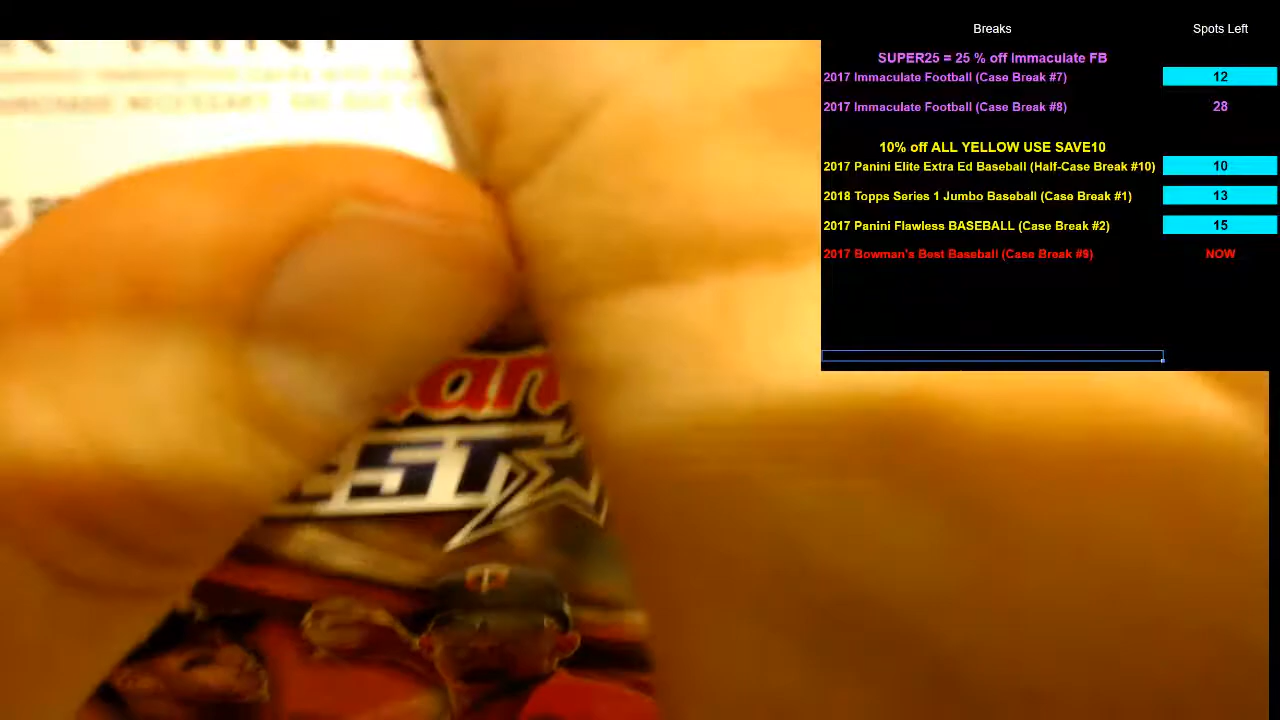 Breaks Spots Left
SUPER25 = 25 % off Immaculate FB
2017 Immaculate Football (Case Break #7) 12
2017 Immaculate Football (Case Break #8) 28
10% off ALL YELLOW USE SAVE10
2017 Panini Elite Extra Ed Baseball (Half-Case Break #10) 10
2018 Topps Series 1 Jumbo Baseball (Case Break #1) 13
2017 Panini Flawless BASEBALL (Case Break #2) 15
2017 Bowman's Best Baseball (Case Break #9) NOW